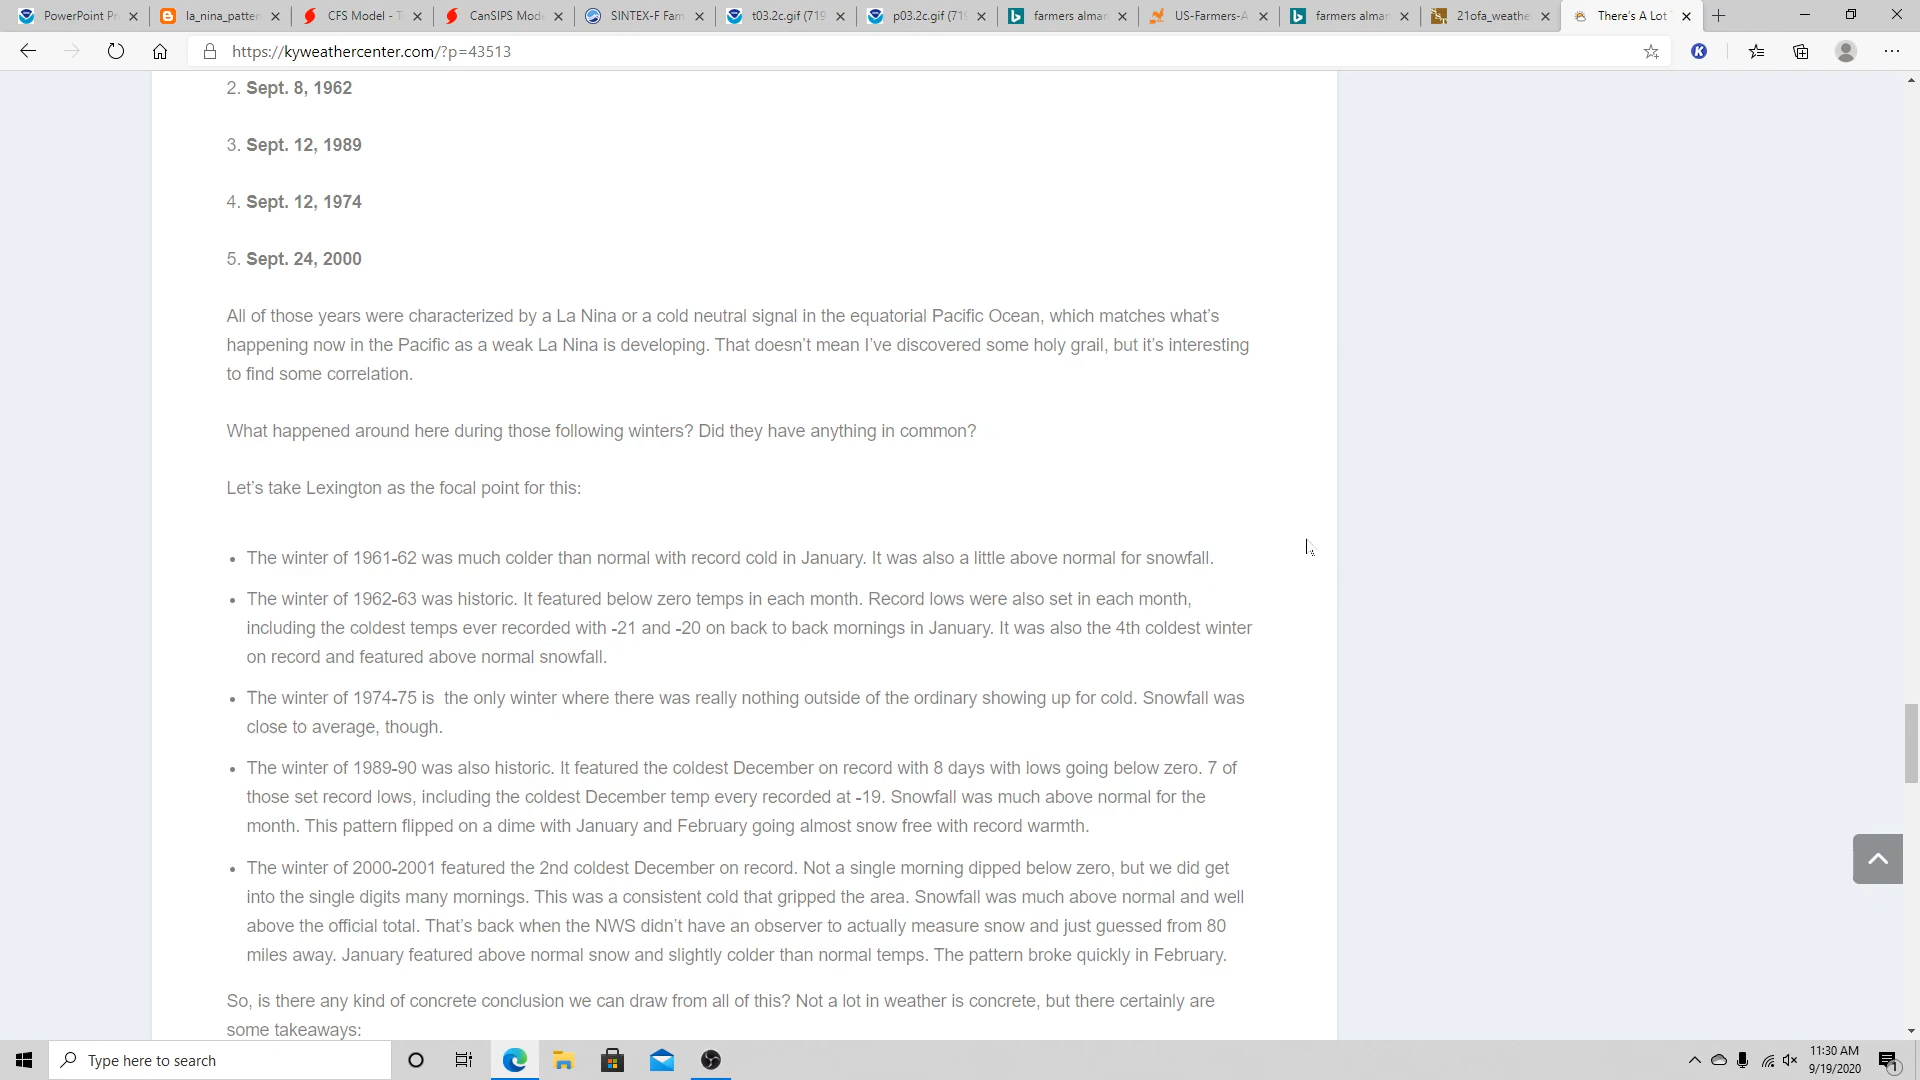 PowerPoint Pr
la_nina_patter
CFS Model - T
CanSIPS Mod
SINTEX-F Fam
t03.2c.gif (719
p03.2c.gif (719
farmers alman
US-Farmers-A
farmers alman
21ofa_weathe
There's A Lot
https://kyweathercenter.com/?p=43513
2. Sept. 8, 1962
3. Sept. 12, 1989
4. Sept. 12, 1974
5. Sept. 24, 2000
All of those years were characterized by a La Nina or a cold neutral signal in the equatorial Pacific Ocean, which matches what's
happening now in the Pacific as a weak La Nina is developing. That doesn't mean I've discovered some holy grail, but it's interesting
to find some correlation.
What happened around here during those following winters? Did they have anything in common?
Let's take Lexington as the focal point for this:
• The winter of 1961-62 was much colder than normal with record cold in January. It was also a little above normal for snowfall.
• The winter of 1962-63 was historic. It featured below zero temps in each month. Record lows were also set in each month,
including the coldest temps ever recorded with -21 and -20 on back to back mornings in January. It was also the 4th coldest winter
on record and featured above normal snowfall.
• The winter of 1974-75 is  the only winter where there was really nothing outside of the ordinary showing up for cold. Snowfall was
close to average, though.
• The winter of 1989-90 was also historic. It featured the coldest December on record with 8 days with lows going below zero. 7 of
those set record lows, including the coldest December temp every recorded at -19. Snowfall was much above normal for the
month. This pattern flipped on a dime with January and February going almost snow free with record warmth.
• The winter of 2000-2001 featured the 2nd coldest December on record. Not a single morning dipped below zero, but we did get
into the single digits many mornings. This was a consistent cold that gripped the area. Snowfall was much above normal and well
above the official total. That's back when the NWS didn't have an observer to actually measure snow and just guessed from 80
miles away. January featured above normal snow and slightly colder than normal temps. The pattern broke quickly in February.
So, is there any kind of concrete conclusion we can draw from all of this? Not a lot in weather is concrete, but there certainly are
some takeaways:
Type here to search
11:30 AM
9/19/2020
1